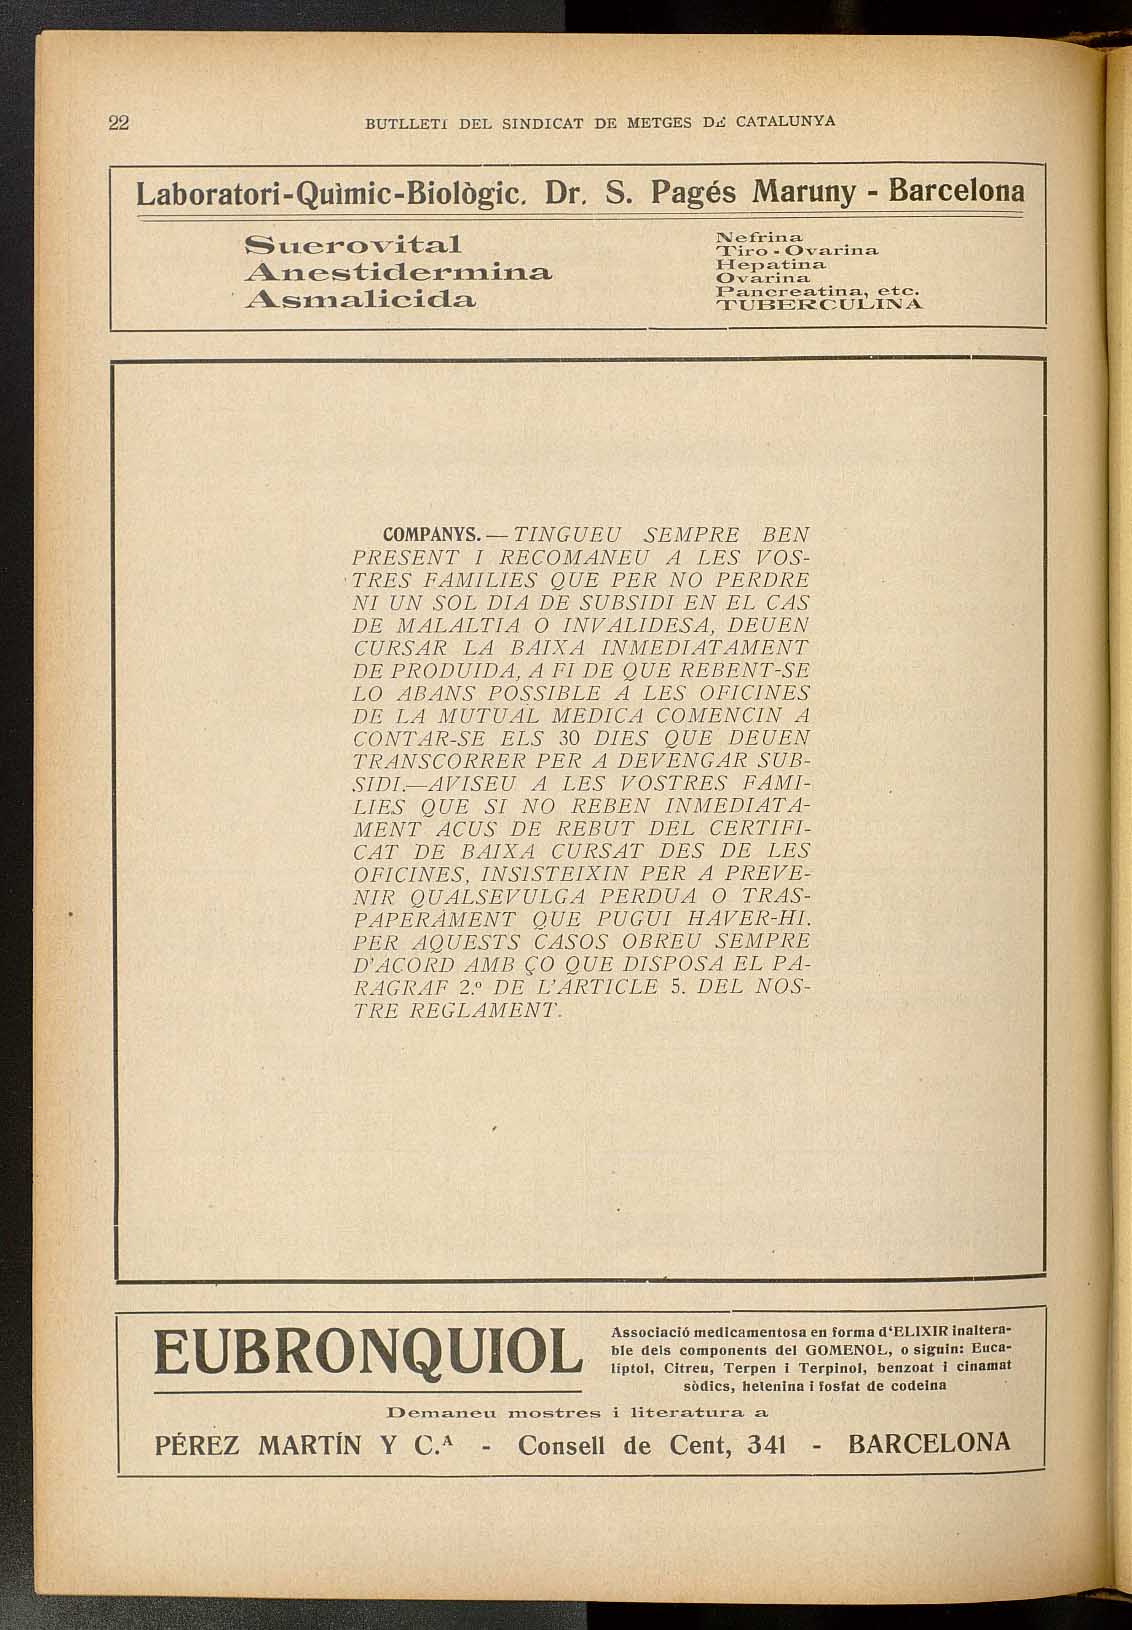 22
BUTLLETÍ DEL SINDICAT DE METGES DE CATALUNYA
Laboratori-Quìmic-Biològic. Dr. S. Pagés Maruny - Barcelona
Suerovital
Anestidermina
Asmalicida
Nefrina
Tiro - Ovarina
Hepatina
Ovarina
Pancreatina, etc.
TUBERCULINA
COMPANYS. — TINGUEU SEMPRE BEN
PRESENT I RECOMANEU A LES VOS-
TRES FAMILIES QUE PER NO PERDRE
NI UN SOL DIA DE SUBSIDI EN EL CAS
DE MALALTIA O INVALIDESA, DEUEN
CURSAR LA BAIXA INMEDIATAMENT
DE PRODUIDA, A FI DE QUE REBENT-SE
LO ABANS POSSIBLE A LES OFICINES
DE LA MUTUAL MEDICA COMENCIN A
CONTAR-SE ELS 30 DIES QUE DEUEN
TRANSCORRER PER A DEVENGAR SUB-
SIDI.—AVISEU A LES VOSTRES FAMI-
LIES QUE SI NO REBEN INMEDIATA-
MENT ACUS DE REBUT DEL CERTIFI-
CAT DE BAIXA CURSAT DES DE LES
OFICINES, INSISTEIXIN PER A PREVE-
NIR QUALSEVULGA PERDUA O TRAS-
PAPERÀMENT QUE PUGUI HAVER-HI.
PER AQUESTS CASOS OBREU SEMPRE
D'ACORD AMB ÇO QUE DISPOSA EL PA-
RAGRAF 2.º DE L'ARTICLE 5. DEL NOS-
TRE REGLAMENT.
EUBRONQUIOL
Associació medicamentosa en forma d'ELIXIR inaltera-
ble dels components del GOMENOL, o siguin: Euca-
liptol, Citreu, Terpen i Terpinol, benzoat i cinamat
sòdics, helenina i fosfat de codeina
Demaneu mostres i literatura a
PÉREZ MARTÍN Y C.ᴬ - Consell de Cent, 341 - BARCELONA